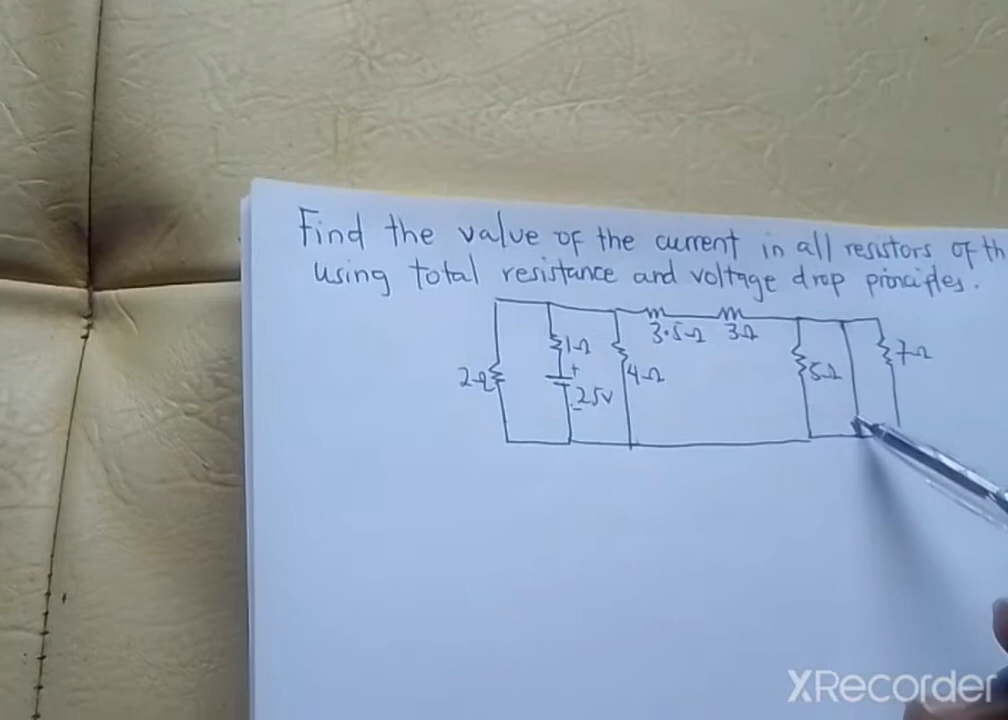 Find the value of the current in all resistors of th
using total resistance and voltage drop principles.
3.5Ω 3Ω
1Ω
2Ω
+
4Ω
5Ω
7Ω
- 25V
XRecorder